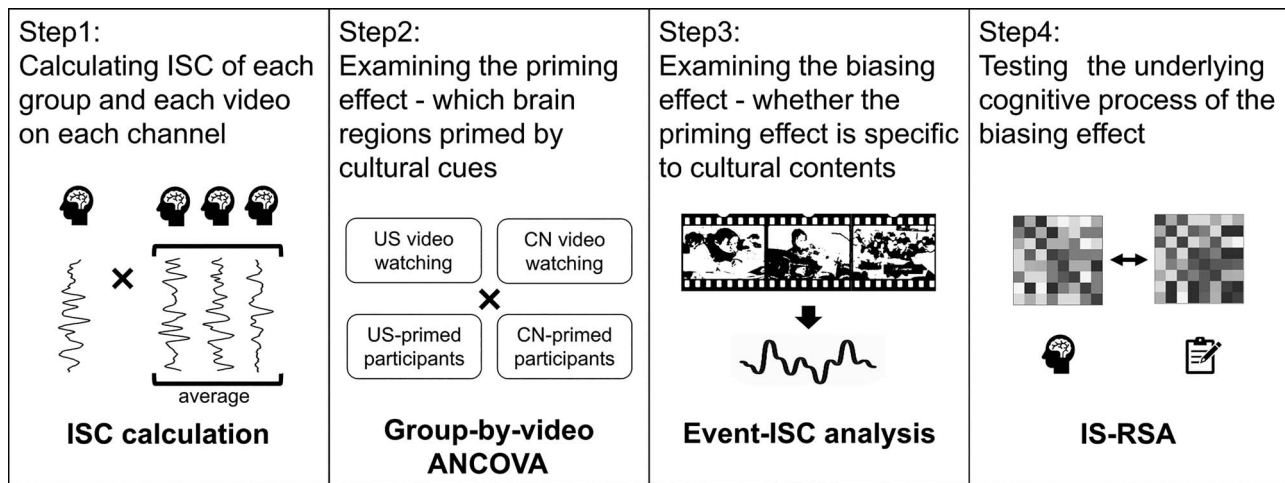 Step1:
Calculating ISC of each
group and each video
on each channel
×
average
ISC calculation
Step2:
Examining the priming
effect - which brain
regions primed by
cultural cues
US video
watching
CN video
watching
×
US-primed
participants
CN-primed
participants
Group-by-video
ANCOVA
Step3:
Examining the biasing
effect - whether the
priming effect is specific
to cultural contents
Event-ISC analysis
Step4:
Testing the underlying
cognitive process of the
biasing effect
IS-RSA